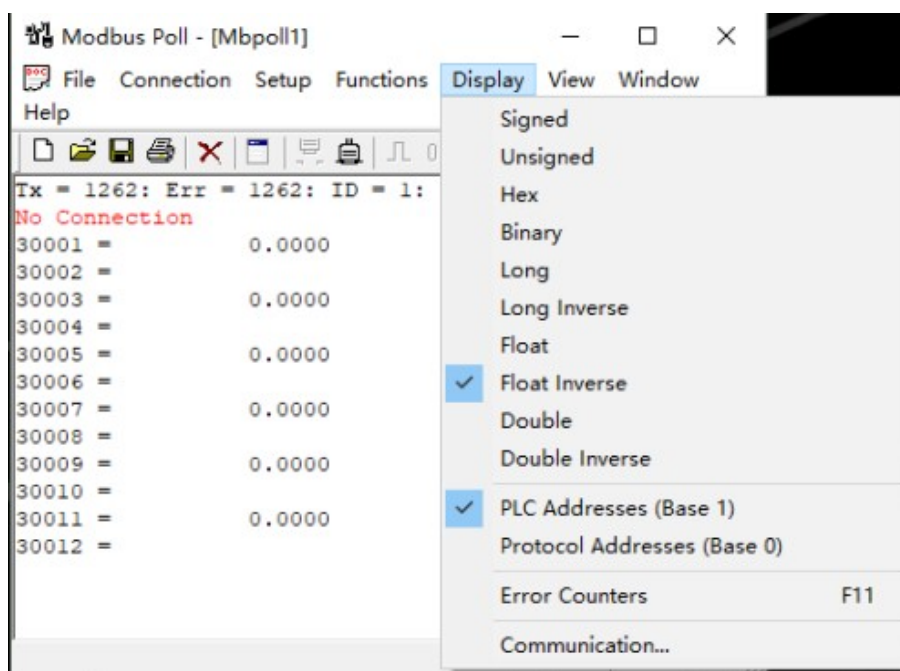 Modbus Poll - [Mbpoll1]
File Connection Setup Functions Display View Window
Help
Tx = 1262: Err = 1262: ID = 1:
No Connection
30001 = 0.0000
30002 =
30003 = 0.0000
30004 =
30005 = 0.0000
30006 =
30007 = 0.0000
30008 =
30009 = 0.0000
30010 =
30011 = 0.0000
30012 =
Signed
Unsigned
Hex
Binary
Long
Long Inverse
Float
Float Inverse
Double
Double Inverse
PLC Addresses (Base 1)
Protocol Addresses (Base 0)
Error Counters F11
Communication...